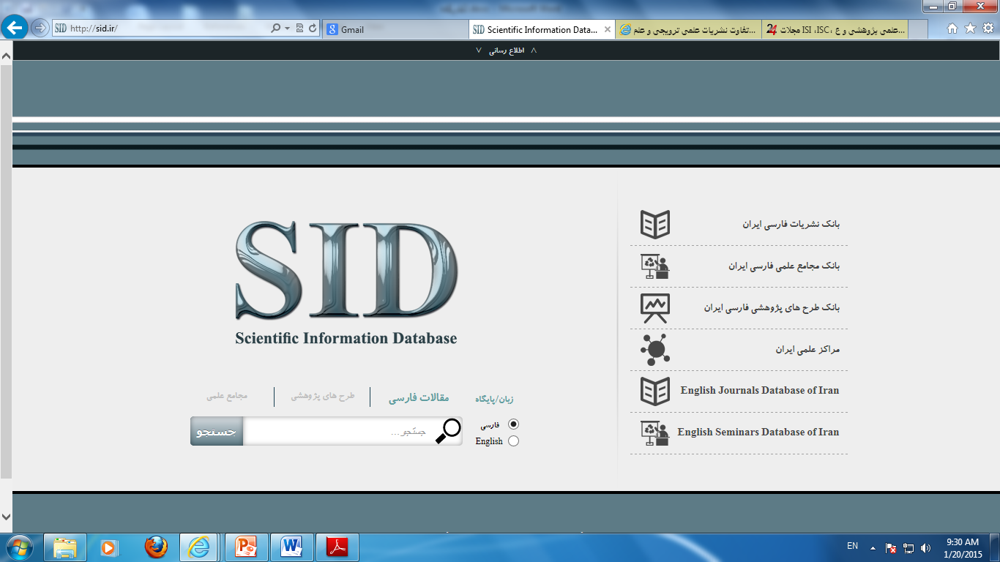 http://sid.ir/
Gmail
Scientific Information Data...
تفاوت نشریات علمی ترویجی و علم...
مجلات ISI ،ISC، علمی پژوهشی و ع...
اطلاع رسانی
SID
Scientific Information Database
بانک نشریات فارسی ایران
بانک مجامع علمی فارسی ایران
بانک طرح های پژوهشی فارسی ایران
مراکز علمی ایران
English Journals Database of Iran
English Seminars Database of Iran
زبان/پایگاه
مقالات فارسی
طرح های پژوهشی
مجامع علمی
فارسی
English
جستجو...
جستجو
EN
9:30 AM
1/20/2015